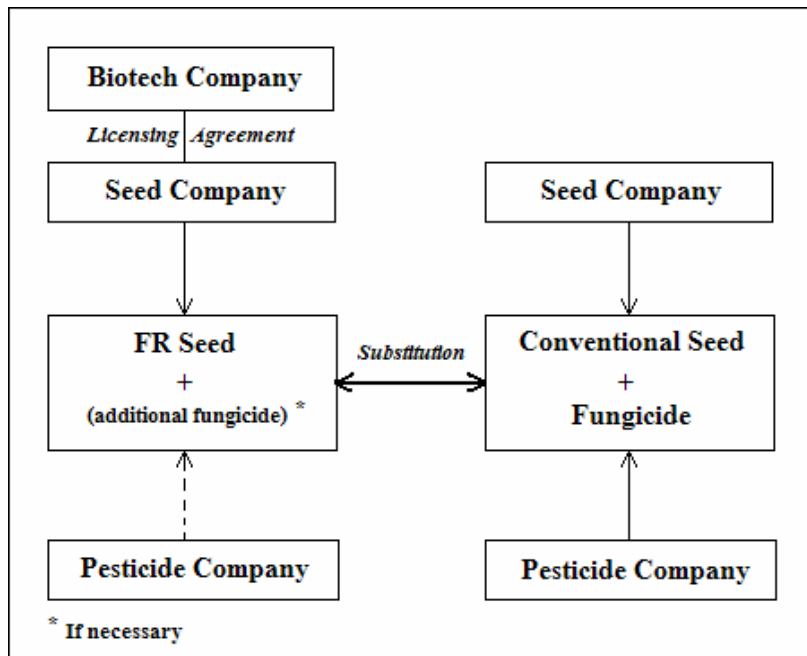 Biotech Company
Licensing Agreement
Seed Company
Seed Company
FR Seed
+
(additional fungicide) *
Substitution
Conventional Seed
+
Fungicide
Pesticide Company
Pesticide Company
* If necessary